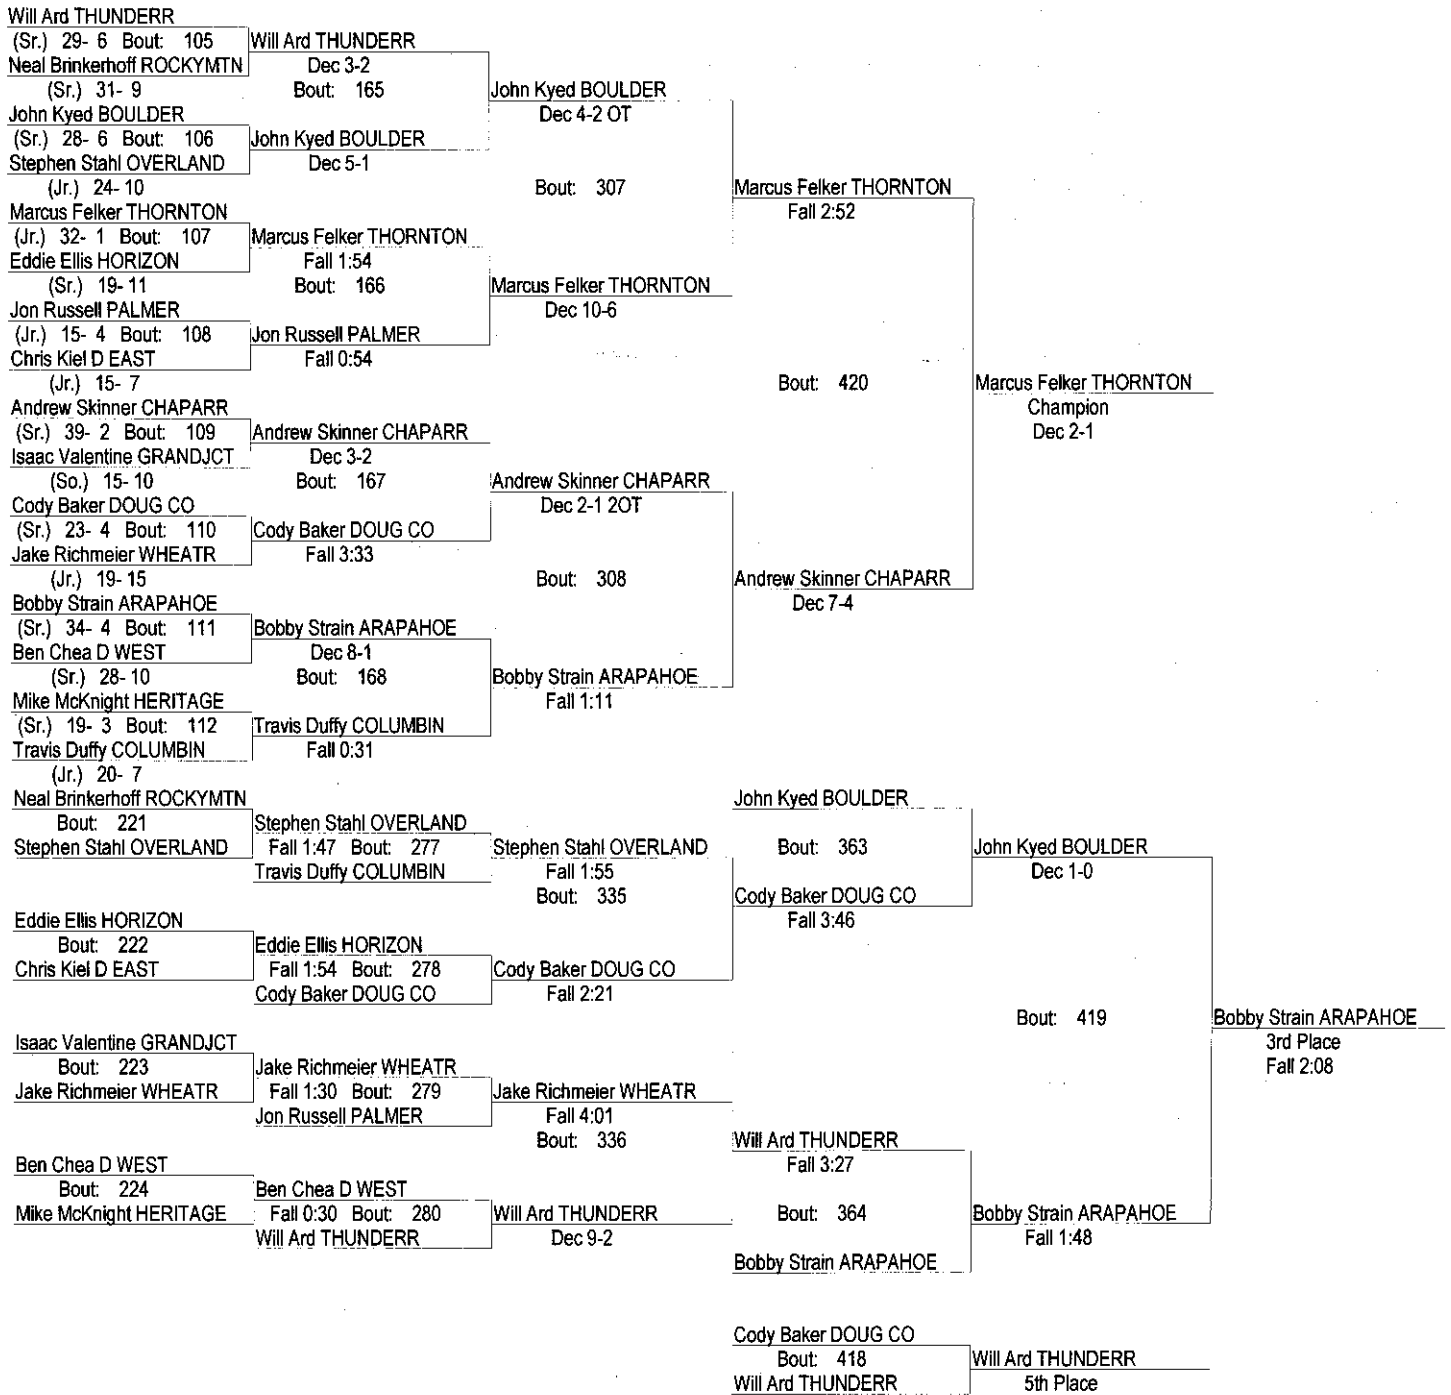 Will Ard THUNDERR
(Sr.) 29- 6 Bout: 105 Will Ard THUNDERR
Neal Brinkerhoff ROCKYMTN Dec 3-2
(Sr.) 31- 9 Bout: 165 John Kyed BOULDER
John Kyed BOULDER Dec 4-2 OT
(Sr.) 28- 6 Bout: 106 John Kyed BOULDER
Stephen Stahl OVERLAND Dec 5-1
(Jr.) 24- 10 Bout: 307 Marcus Felker THORNTON
Marcus Felker THORNTON Fall 2:52
(Jr.) 32- 1 Bout: 107 Marcus Felker THORNTON
Eddie Ellis HORIZON Fall 1:54
(Sr.) 19- 11 Bout: 166 Marcus Felker THORNTON
Jon Russell PALMER Dec 10-6
(Jr.) 15- 4 Bout: 108 Jon Russell PALMER
Chris Kiel D EAST Fall 0:54
(Jr.) 15- 7 Bout: 420 Marcus Felker THORNTON
Andrew Skinner CHAPARR Champion
(Sr.) 39- 2 Bout: 109 Andrew Skinner CHAPARR Dec 2-1
Isaac Valentine GRANDJCT Dec 3-2
(So.) 15- 10 Bout: 167 Andrew Skinner CHAPARR
Cody Baker DOUG CO Dec 2-1 2OT
(Sr.) 23- 4 Bout: 110 Cody Baker DOUG CO
Jake Richmeier WHEATR Fall 3:33
(Jr.) 19- 15 Bout: 308 Andrew Skinner CHAPARR
Bobby Strain ARAPAHOE Dec 7-4
(Sr.) 34- 4 Bout: 111 Bobby Strain ARAPAHOE
Ben Chea D WEST Dec 8-1
(Sr.) 28- 10 Bout: 168 Bobby Strain ARAPAHOE
Mike McKnight HERITAGE Fall 1:11
(Sr.) 19- 3 Bout: 112 Travis Duffy COLUMBIN
Travis Duffy COLUMBIN Fall 0:31
(Jr.) 20- 7
Neal Brinkerhoff ROCKYMTN John Kyed BOULDER
Bout: 221 Stephen Stahl OVERLAND
Stephen Stahl OVERLAND Fall 1:47 Bout: 277 Stephen Stahl OVERLAND Bout: 363 John Kyed BOULDER
Travis Duffy COLUMBIN Fall 1:55 Dec 1-0
Bout: 335 Cody Baker DOUG CO
Eddie Ellis HORIZON Fall 3:46
Bout: 222 Eddie Ellis HORIZON
Chris Kiel D EAST Fall 1:54 Bout: 278 Cody Baker DOUG CO
Cody Baker DOUG CO Fall 2:21
Bout: 419 Bobby Strain ARAPAHOE
Isaac Valentine GRANDJCT 3rd Place
Bout: 223 Jake Richmeier WHEATR Fall 2:08
Jake Richmeier WHEATR Fall 1:30 Bout: 279 Jake Richmeier WHEATR
Jon Russell PALMER Fall 4:01
Bout: 336 Will Ard THUNDERR
Ben Chea D WEST Fall 3:27
Bout: 224 Ben Chea D WEST
Mike McKnight HERITAGE Fall 0:30 Bout: 280 Will Ard THUNDERR Bout: 364 Bobby Strain ARAPAHOE
Will Ard THUNDERR Dec 9-2 Fall 1:48
Bobby Strain ARAPAHOE
Cody Baker DOUG CO
Bout: 418 Will Ard THUNDERR
Will Ard THUNDERR 5th Place